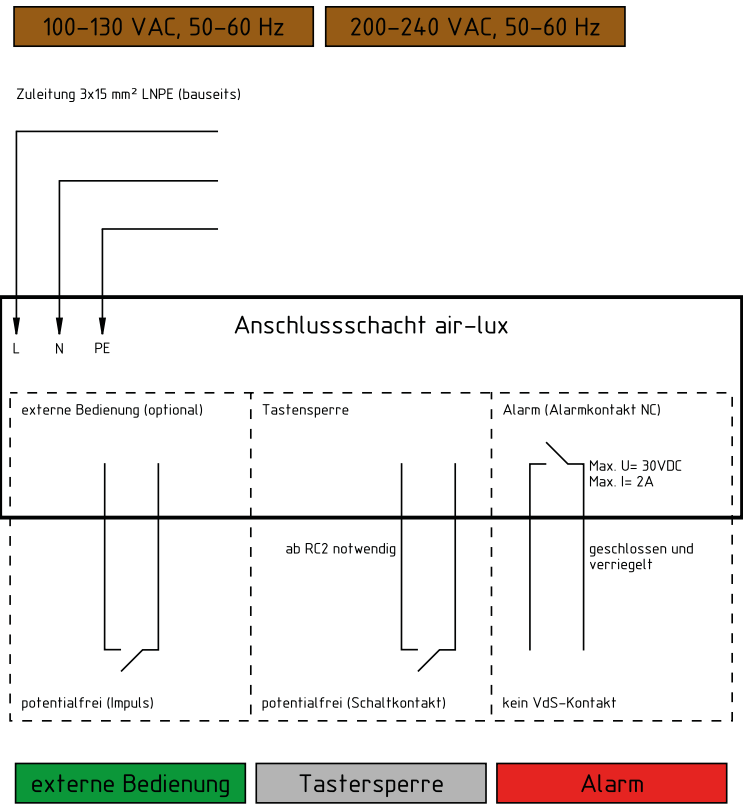 100-130 VAC, 50-60 Hz
200-240 VAC, 50-60 Hz
Zuleitung 3x15 mm² LNPE (bauseits)
Anschlussschacht air-lux
L
N
PE
externe Bedienung (optional)
Tastensperre
Alarm (Alarmkontakt NC)
Max. U= 30VDC
Max. I= 2A
ab RC2 notwendig
geschlossen und
verriegelt
potentialfrei (Impuls)
potentialfrei (Schaltkontakt)
kein VdS-Kontakt
externe Bedienung
Tastersperre
Alarm